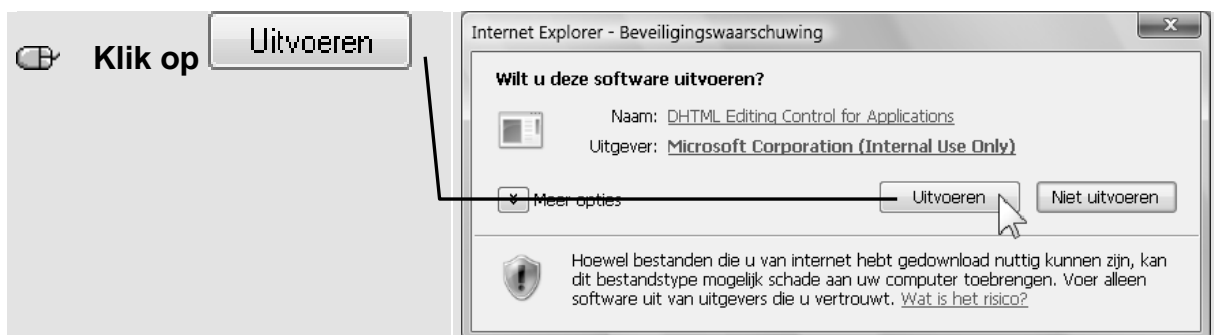 Klik op Uitvoeren
Internet Explorer - Beveiligingswaarschuwing
Wilt u deze software uitvoeren?
Naam: DHTML Editing Control for Applications
Uitgever: Microsoft Corporation (Internal Use Only)
Meer opties
Uitvoeren
Niet uitvoeren
Hoewel bestanden die u van internet hebt gedownload nuttig kunnen zijn, kan
dit bestandstype mogelijk schade aan uw computer toebrengen. Voer alleen
software uit van uitgevers die u vertrouwt. Wat is het risico?